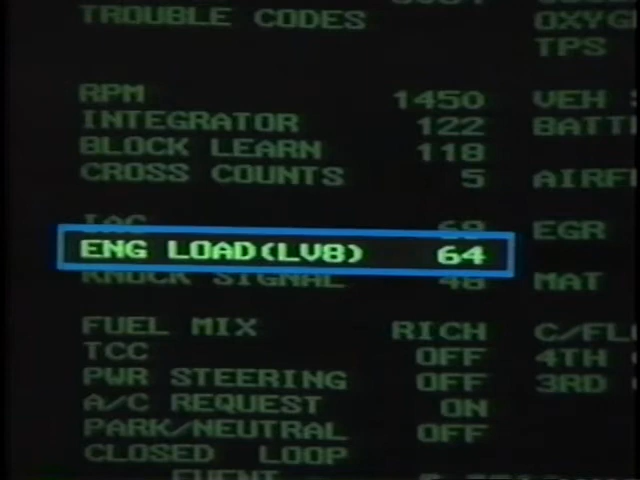 TROUBLE CODES
OXYG
TPS
RPM 1450 VEH
INTEGRATOR 122 BATT
BLOCK LEARN 118
CROSS COUNTS 5 AIRF
IAC EGR
ENG LOAD(LV8) 64
KNOCK SIGNAL 48 MAT
FUEL MIX RICH C/FL
TCC OFF 4TH
PWR STEERING OFF 3RD
A/C REQUEST ON
PARK/NEUTRAL OFF
CLOSED LOOP
EVENT